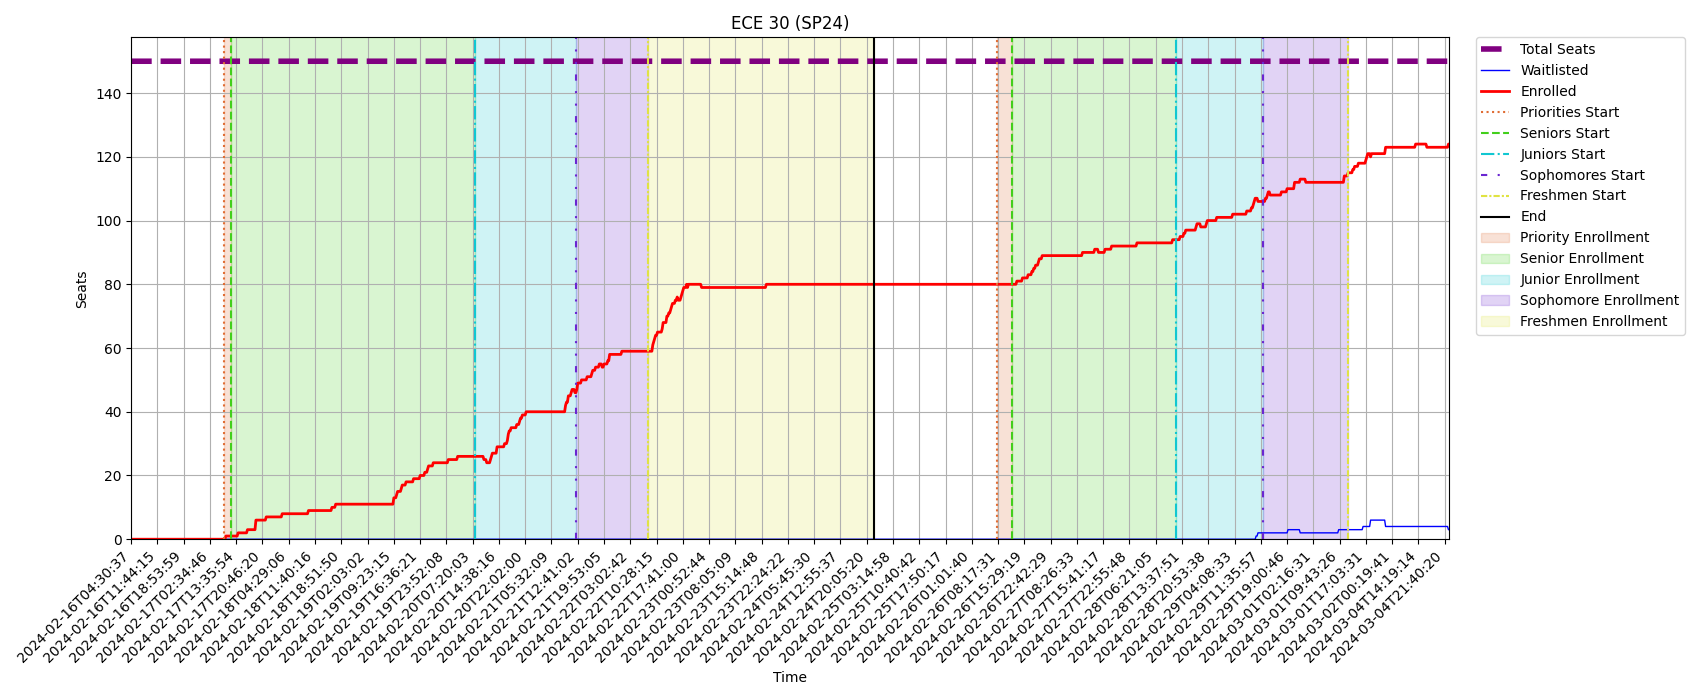 ECE 30 (SP24)
Seats
140
120
100
80
60
40
20
0
2024-02-16T04:30:37
2024-02-16T11:44:15
2024-02-16T18:53:59
2024-02-17T02:34:46
2024-02-17T13:35:54
2024-02-17T20:46:20
2024-02-18T04:29:06
2024-02-18T11:40:16
2024-02-18T18:51:50
2024-02-19T02:03:02
2024-02-19T09:23:15
2024-02-19T16:36:21
2024-02-19T23:52:08
2024-02-20T07:20:03
2024-02-20T14:38:16
2024-02-20T22:02:00
2024-02-21T05:32:09
2024-02-21T12:41:02
2024-02-21T19:53:05
2024-02-22T03:02:42
2024-02-22T10:28:15
2024-02-22T17:41:00
2024-02-23T00:52:44
2024-02-23T08:05:09
2024-02-23T15:14:48
2024-02-23T22:24:22
2024-02-24T05:45:30
2024-02-24T12:55:37
2024-02-24T20:05:20
2024-02-25T03:14:58
2024-02-25T10:40:42
2024-02-25T17:50:17
2024-02-26T01:01:40
2024-02-26T08:17:31
2024-02-26T15:29:19
2024-02-26T22:42:29
2024-02-27T08:26:33
2024-02-27T15:41:17
2024-02-27T22:55:48
2024-02-28T06:21:05
2024-02-28T13:37:51
2024-02-28T20:53:38
2024-02-29T04:08:33
2024-02-29T11:35:57
2024-02-29T19:00:46
2024-03-01T02:16:31
2024-03-01T09:43:26
2024-03-01T17:03:31
2024-03-02T00:19:41
2024-03-04T14:19:14
2024-03-04T21:40:20
Time
Total Seats
Waitlisted
Enrolled
Priorities Start
Seniors Start
Juniors Start
Sophomores Start
Freshmen Start
End
Priority Enrollment
Senior Enrollment
Junior Enrollment
Sophomore Enrollment
Freshmen Enrollment